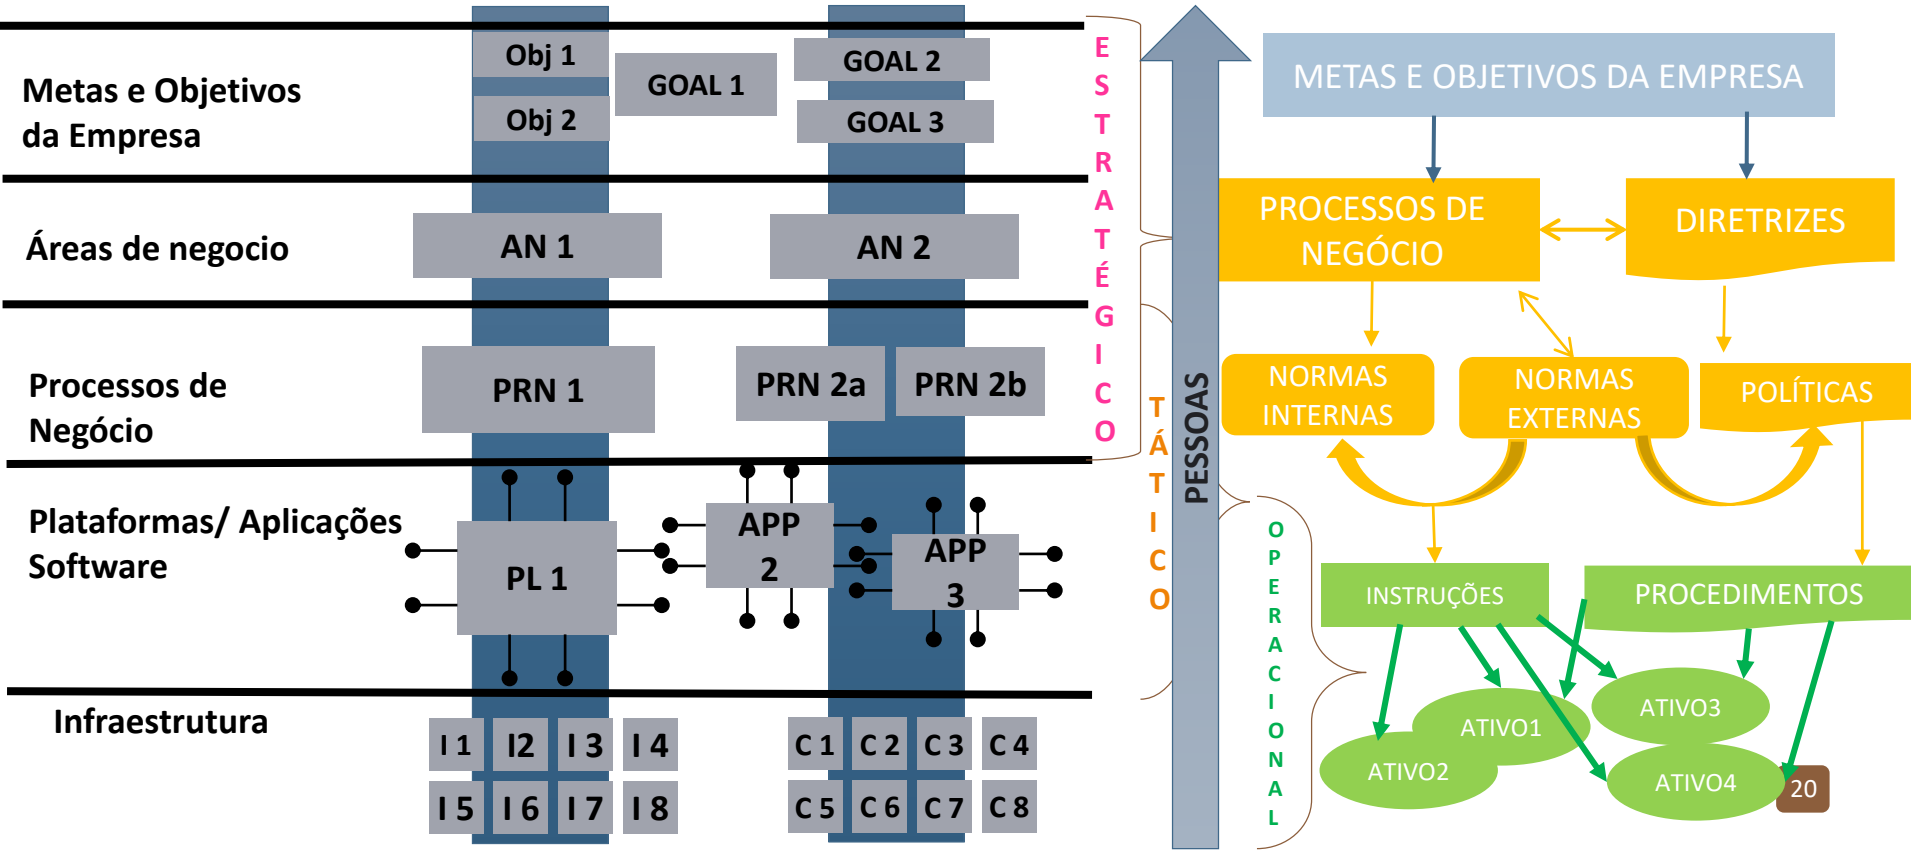 Metas e Objetivos
da Empresa
Obj 1
Obj 2
GOAL 1
GOAL 2
GOAL 3
Áreas de negocio
AN 1
AN 2
Processos de
Negócio
PRN 1
PRN 2a
PRN 2b
Plataformas/ Aplicações
Software
PL 1
APP
2
APP
3
Infraestrutura
I 1
I2
I 3
I 4
I 5
I 6
I 7
I 8
C 1
C 2
C 3
C 4
C 5
C 6
C 7
C 8
ESTRATÉGICO
TÁTICO
PESSOAS
OPERACIONAL
METAS E OBJETIVOS DA EMPRESA
PROCESSOS DE
NEGÓCIO
DIRETRIZES
NORMAS
INTERNAS
NORMAS
EXTERNAS
POLÍTICAS
INSTRUÇÕES
PROCEDIMENTOS
ATIVO1
ATIVO2
ATIVO3
ATIVO4
20